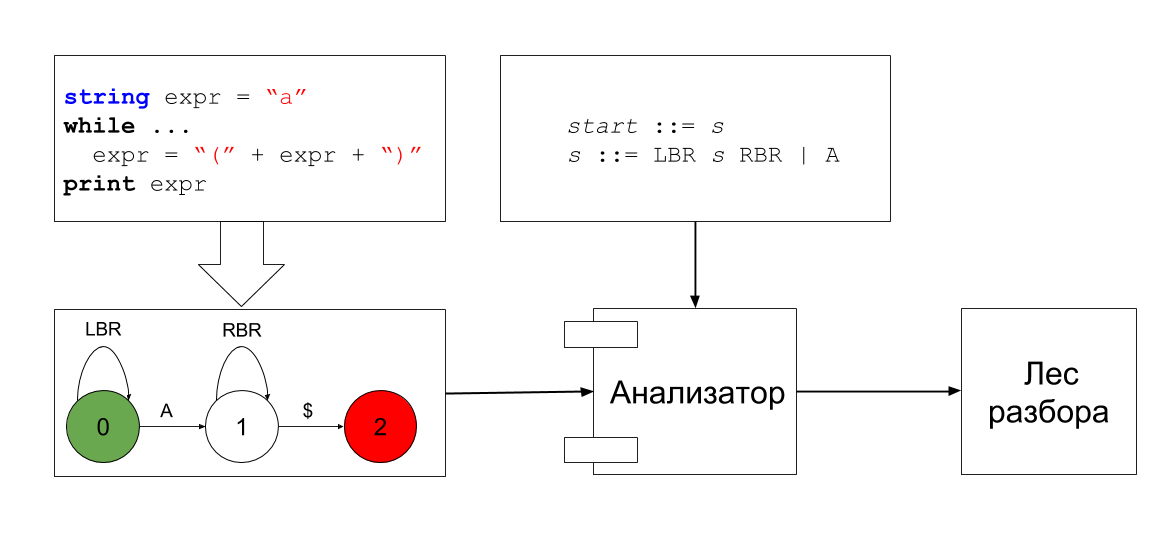 string expr = “a”
while ...
  expr = “(” + expr + “)”
print expr
start ::= s
s ::= LBR s RBR | A
LBR
RBR
A
$
0
1
2
Анализатор
Лес
разбора